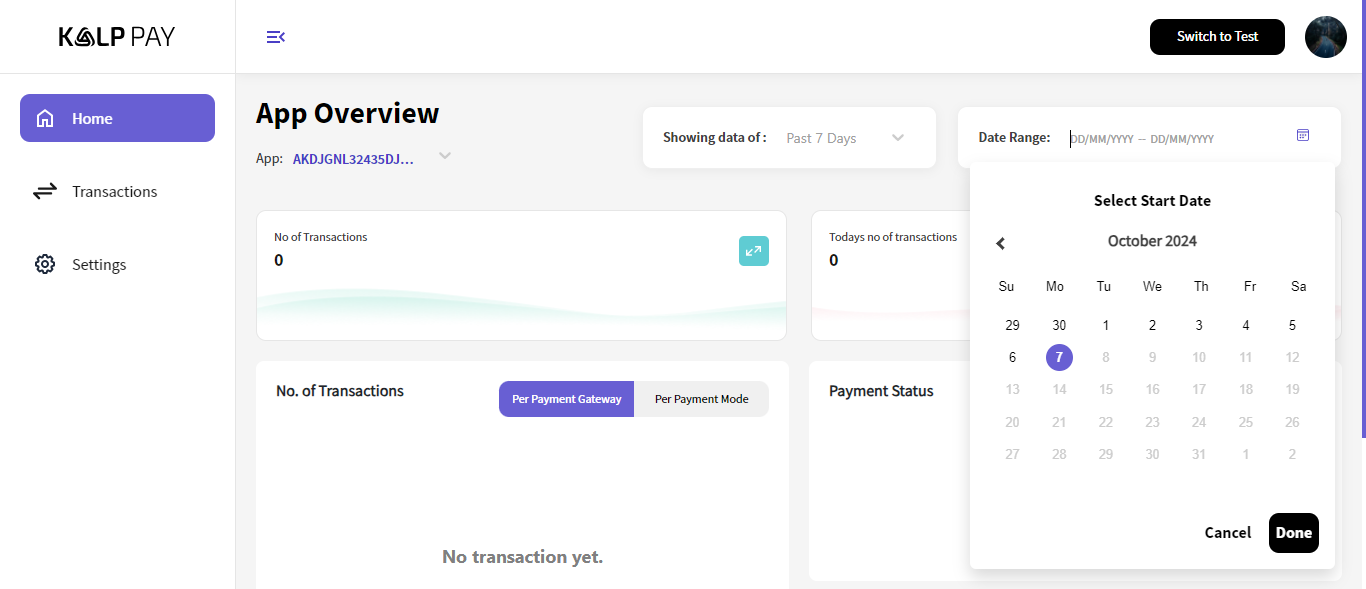 KALP PAY
Switch to Test
Home
Transactions
Settings
App Overview
App: AKDJGNL32435DJ...
Showing data of : Past 7 Days
Date Range: DD/MM/YYYY -- DD/MM/YYYY
No of Transactions
0
Todays no of transactions
0
No. of Transactions
Per Payment Gateway Per Payment Mode
No transaction yet.
Payment Status
Select Start Date
October 2024
Su Mo Tu We Th Fr Sa
29 30 1 2 3 4 5
6 7 8 9 10 11 12
13 14 15 16 17 18 19
20 21 22 23 24 25 26
27 28 29 30 31 1 2
Cancel Done